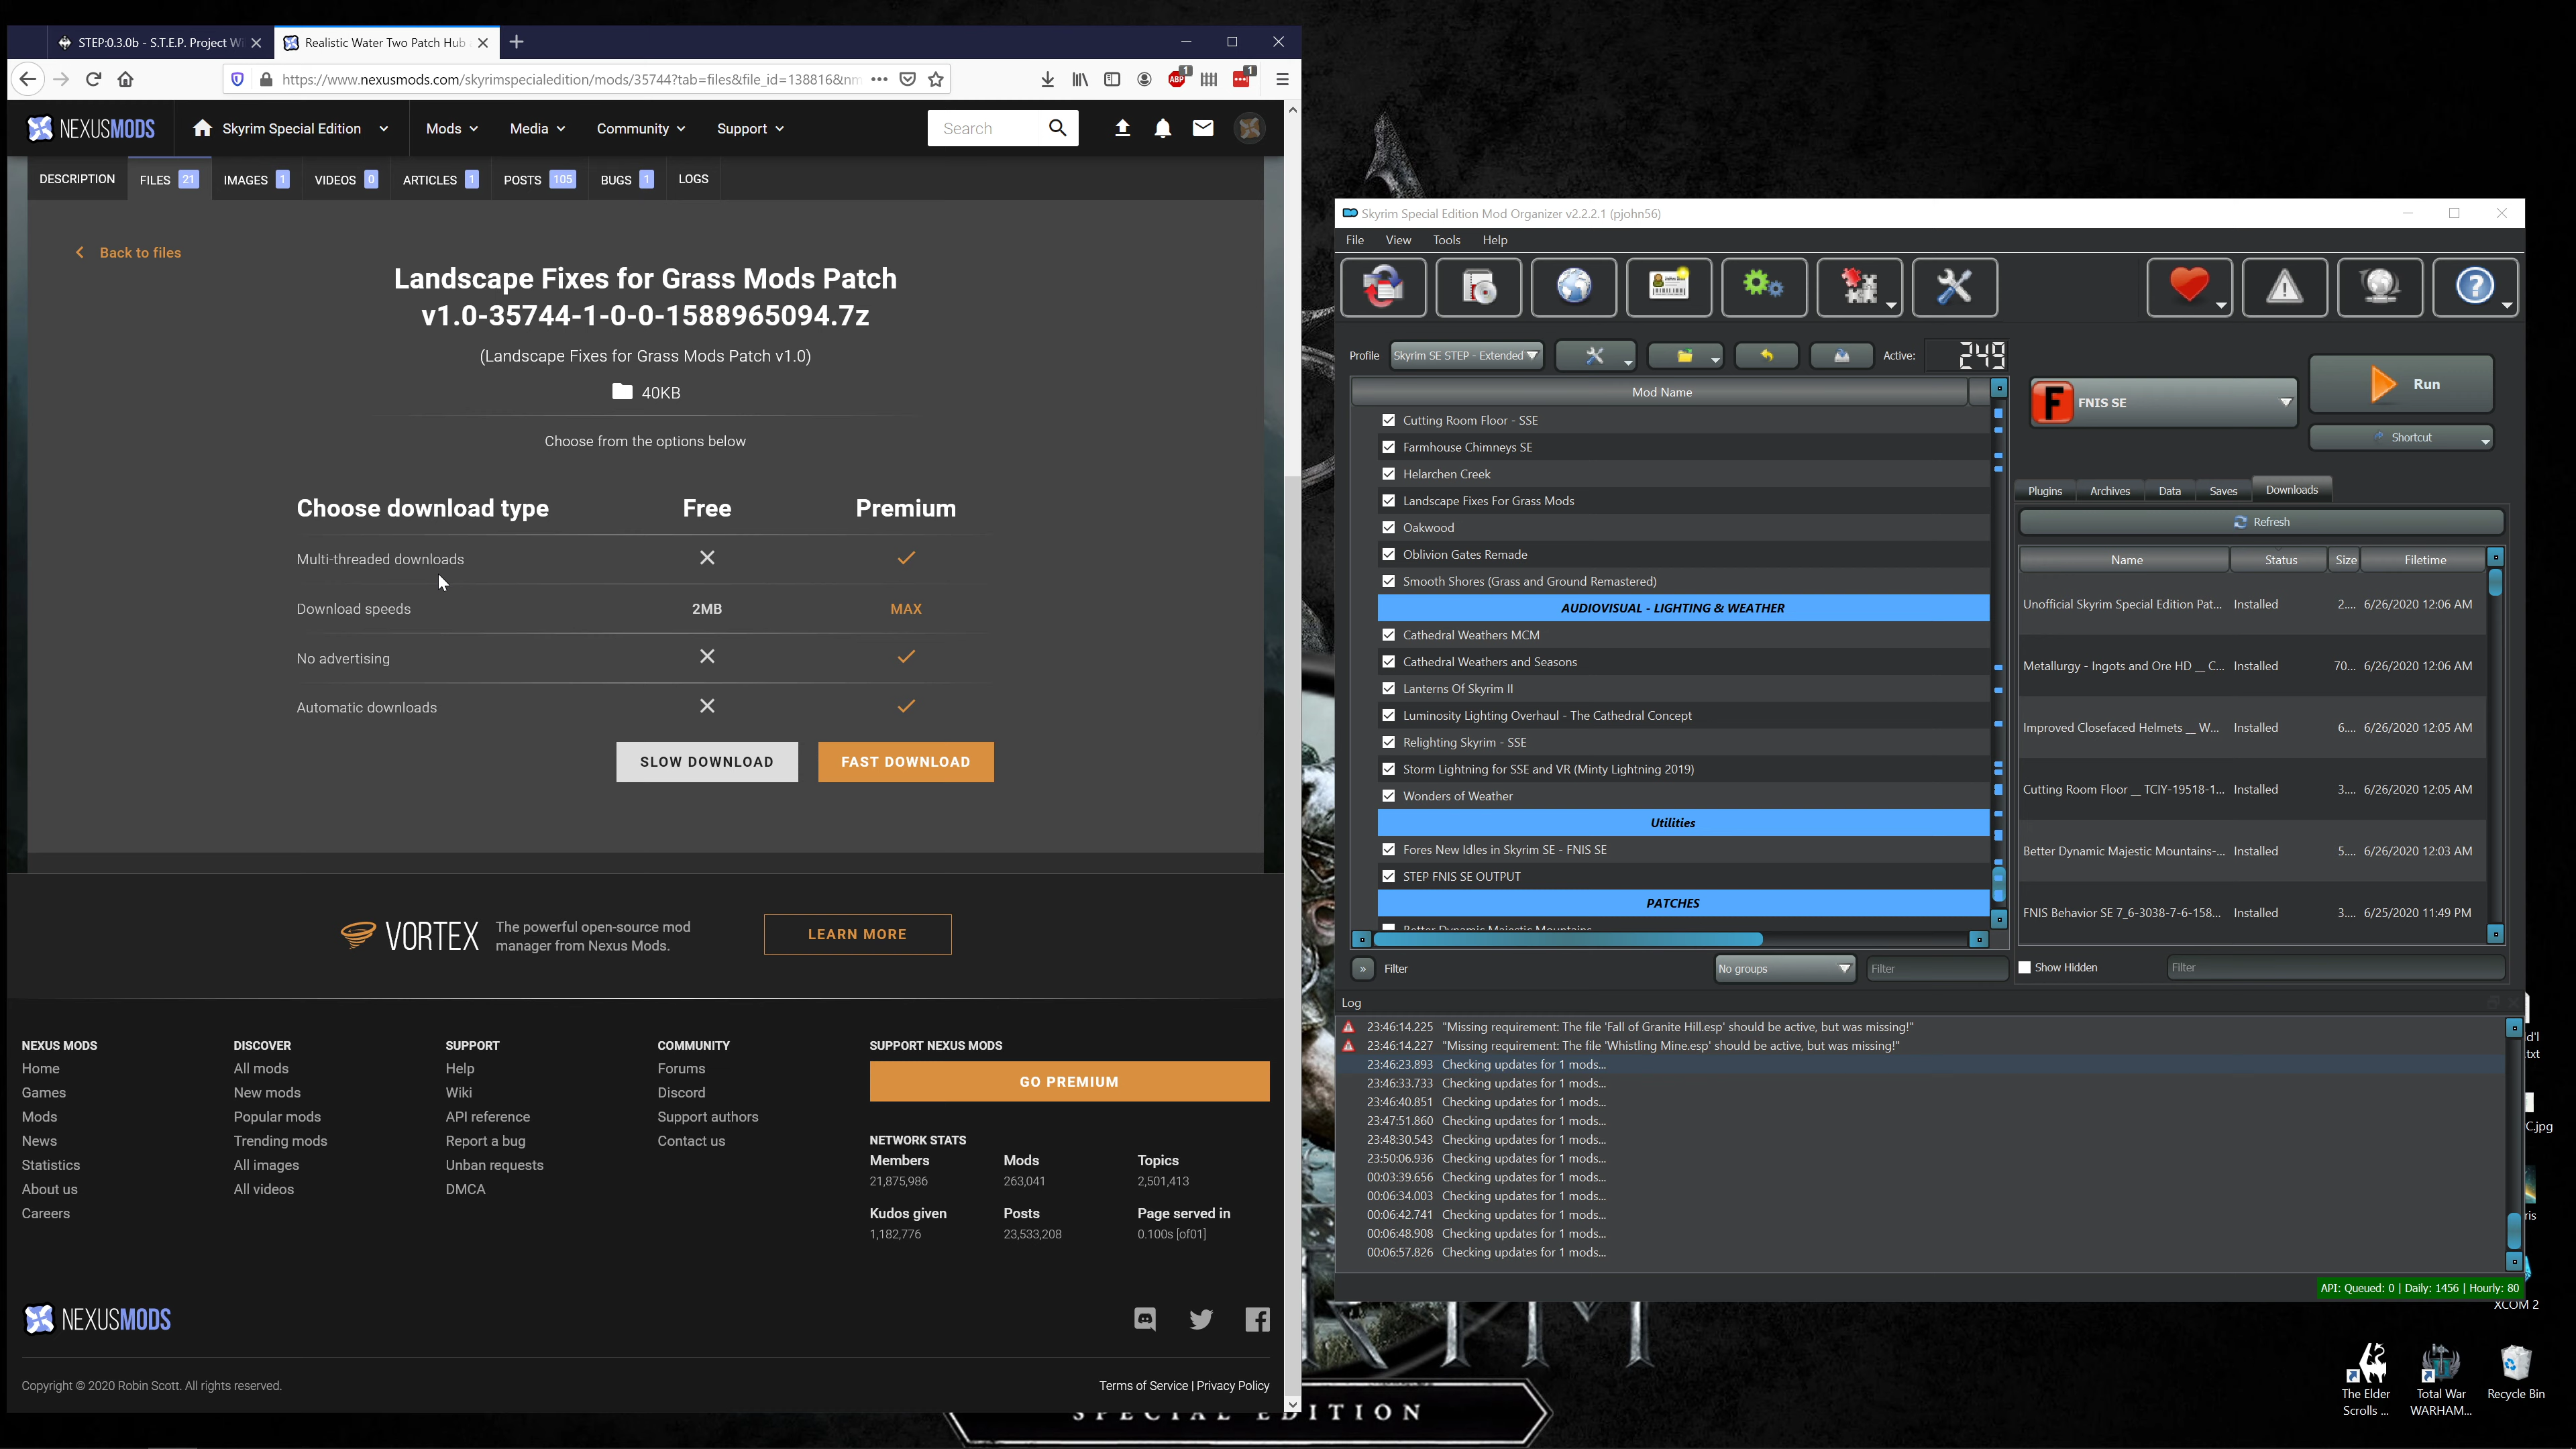 STEP:0.3.0b - S.T.E.P. Project W
Realistic Water Two Patch Hub
https://www.nexusmods.com/skyrimspecialedition/mods/35744?tab=files&file_id=138816&nm
ABP
1
1
NEXUSMODS
Skyrim Special Edition
Mods
Media
Community
Support
Search
DESCRIPTION
FILES 21
IMAGES 1
VIDEOS 0
ARTICLES 1
POSTS 105
BUGS 1
LOGS
Back to files
Landscape Fixes for Grass Mods Patch
v1.0-35744-1-0-0-1588965094.7z
(Landscape Fixes for Grass Mods Patch v1.0)
40KB
Choose from the options below
Choose download type Free Premium
Multi-threaded downloads
Download speeds 2MB MAX
No advertising
Automatic downloads
SLOW DOWNLOAD FAST DOWNLOAD
VORTEX
The powerful open-source mod
manager from Nexus Mods.
LEARN MORE
NEXUS MODS
Home
Games
Mods
News
Statistics
About us
Careers
DISCOVER
All mods
New mods
Popular mods
Trending mods
All images
All videos
SUPPORT
Help
Wiki
API reference
Report a bug
Unban requests
DMCA
COMMUNITY
Forums
Discord
Support authors
Contact us
SUPPORT NEXUS MODS
GO PREMIUM
NETWORK STATS
Members Mods Topics
21,875,986 263,041 2,501,413
Kudos given Posts Page served in
1,182,776 23,533,208 0.100s [of01]
NEXUSMODS
Copyright © 2020 Robin Scott. All rights reserved.
Terms of Service | Privacy Policy
Skyrim Special Edition Mod Organizer v2.2.2.1 (pjohn56)
File View Tools Help
Profile Skyrim SE STEP - Extended Active: 249
Mod Name
Cutting Room Floor - SSE
Farmhouse Chimneys SE
Helarchen Creek
Landscape Fixes For Grass Mods
Oakwood
Oblivion Gates Remade
Smooth Shores (Grass and Ground Remastered)
AUDIOVISUAL - LIGHTING & WEATHER
Cathedral Weathers MCM
Cathedral Weathers and Seasons
Lanterns Of Skyrim II
Luminosity Lighting Overhaul - The Cathedral Concept
Relighting Skyrim - SSE
Storm Lightning for SSE and VR (Minty Lightning 2019)
Wonders of Weather
Utilities
Fores New Idles in Skyrim SE - FNIS SE
STEP FNIS SE OUTPUT
PATCHES
Better Dynamic Majestic Mountains
» Filter
No groups
Filter
F FNIS SE
Run
Shortcut
Plugins Archives Data Saves Downloads
Refresh
Name Status Size Filetime
Unofficial Skyrim Special Edition Pat... Installed 2.... 6/26/2020 12:06 AM
Metallurgy - Ingots and Ore HD __ C... Installed 70... 6/26/2020 12:06 AM
Improved Closefaced Helmets __ W... Installed 6.... 6/26/2020 12:05 AM
Cutting Room Floor __ TCIY-19518-1... Installed 3.... 6/26/2020 12:05 AM
Better Dynamic Majestic Mountains-... Installed 5.... 6/26/2020 12:03 AM
FNIS Behavior SE 7_6-3038-7-6-158... Installed 3.... 6/25/2020 11:49 PM
Show Hidden
Filter
Log
23:46:14.225 "Missing requirement: The file 'Fall of Granite Hill.esp' should be active, but was missing!"
23:46:14.227 "Missing requirement: The file 'Whistling Mine.esp' should be active, but was missing!"
23:46:23.893 Checking updates for 1 mods...
23:46:33.733 Checking updates for 1 mods...
23:46:40.851 Checking updates for 1 mods...
23:47:51.860 Checking updates for 1 mods...
23:48:30.543 Checking updates for 1 mods...
23:50:06.936 Checking updates for 1 mods...
00:03:39.656 Checking updates for 1 mods...
00:06:34.003 Checking updates for 1 mods...
00:06:42.741 Checking updates for 1 mods...
00:06:48.908 Checking updates for 1 mods...
00:06:57.826 Checking updates for 1 mods...
API: Queued: 0 | Daily: 1456 | Hourly: 80
d'l
.txt
C.jpg
ris
XCOM 2
The Elder
Scrolls ...
Total War
WARHAM...
Recycle Bin
SPECIAL EDITION